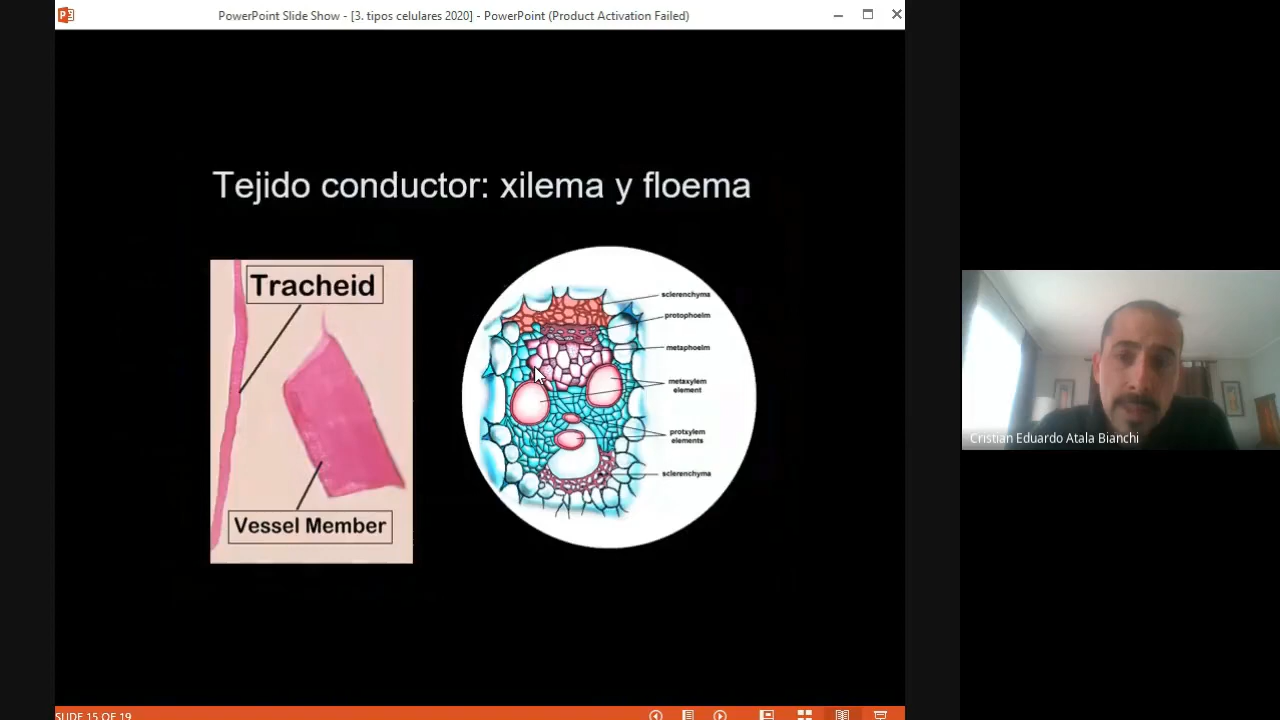 PowerPoint Slide Show - [3. tipos celulares 2020] - PowerPoint (Product Activation Failed)
Tejido conductor: xilema y floema
Tracheid
Vessel Member
sclerenchyma
protophoelm
metaphoelm
metaxylem
element
protxylem
elements
sclerenchyma
Cristian Eduardo Atala Bianchi
SLIDE 15 OF 19